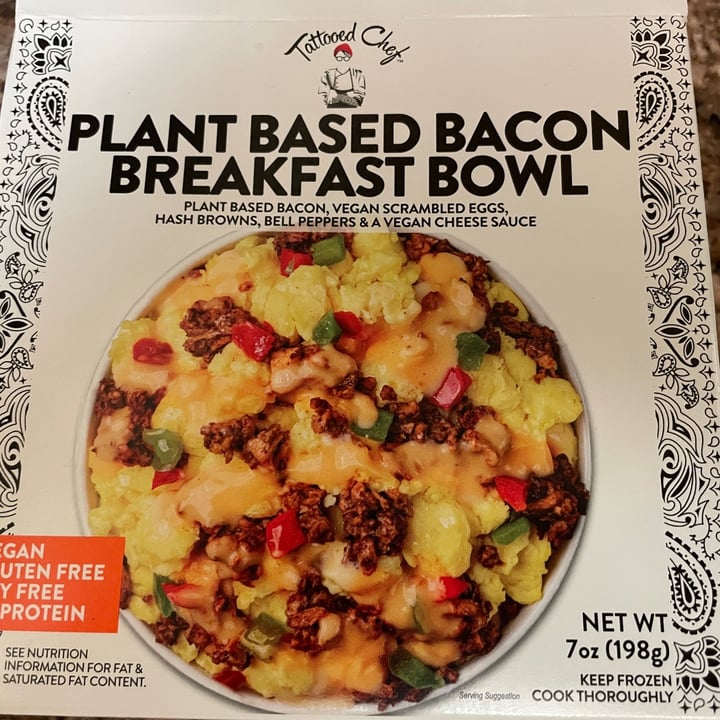 Tattooed Chef™
PLANT BASED BACON
BREAKFAST BOWL
PLANT BASED BACON, VEGAN SCRAMBLED EGGS,
HASH BROWNS, BELL PEPPERS & A VEGAN CHEESE SAUCE
EGAN
UTEN FREE
Y FREE
PROTEIN
SEE NUTRITION
INFORMATION FOR FAT &
SATURATED FAT CONTENT.
Serving Suggestion
NET WT
7oz (198g)
KEEP FROZEN
COOK THOROUGHLY